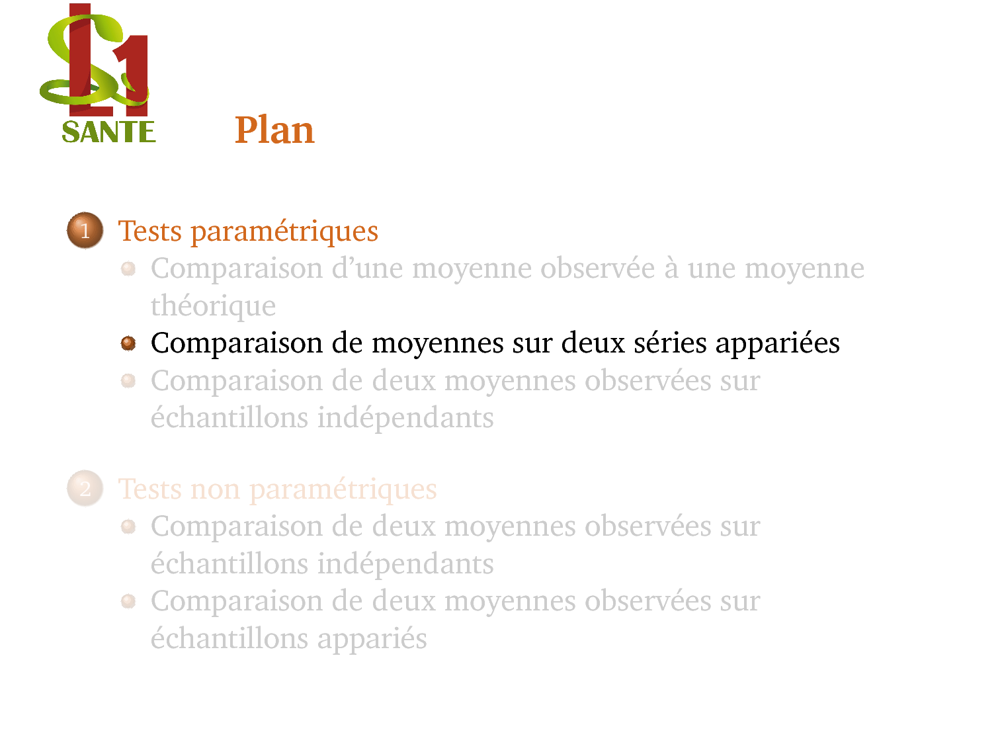 L1
SANTE
Plan
1 Tests paramétriques
Comparaison d’une moyenne observée à une moyenne
théorique
Comparaison de moyennes sur deux séries appariées
Comparaison de deux moyennes observées sur
échantillons indépendants
2 Tests non paramétriques
Comparaison de deux moyennes observées sur
échantillons indépendants
Comparaison de deux moyennes observées sur
échantillons appariés